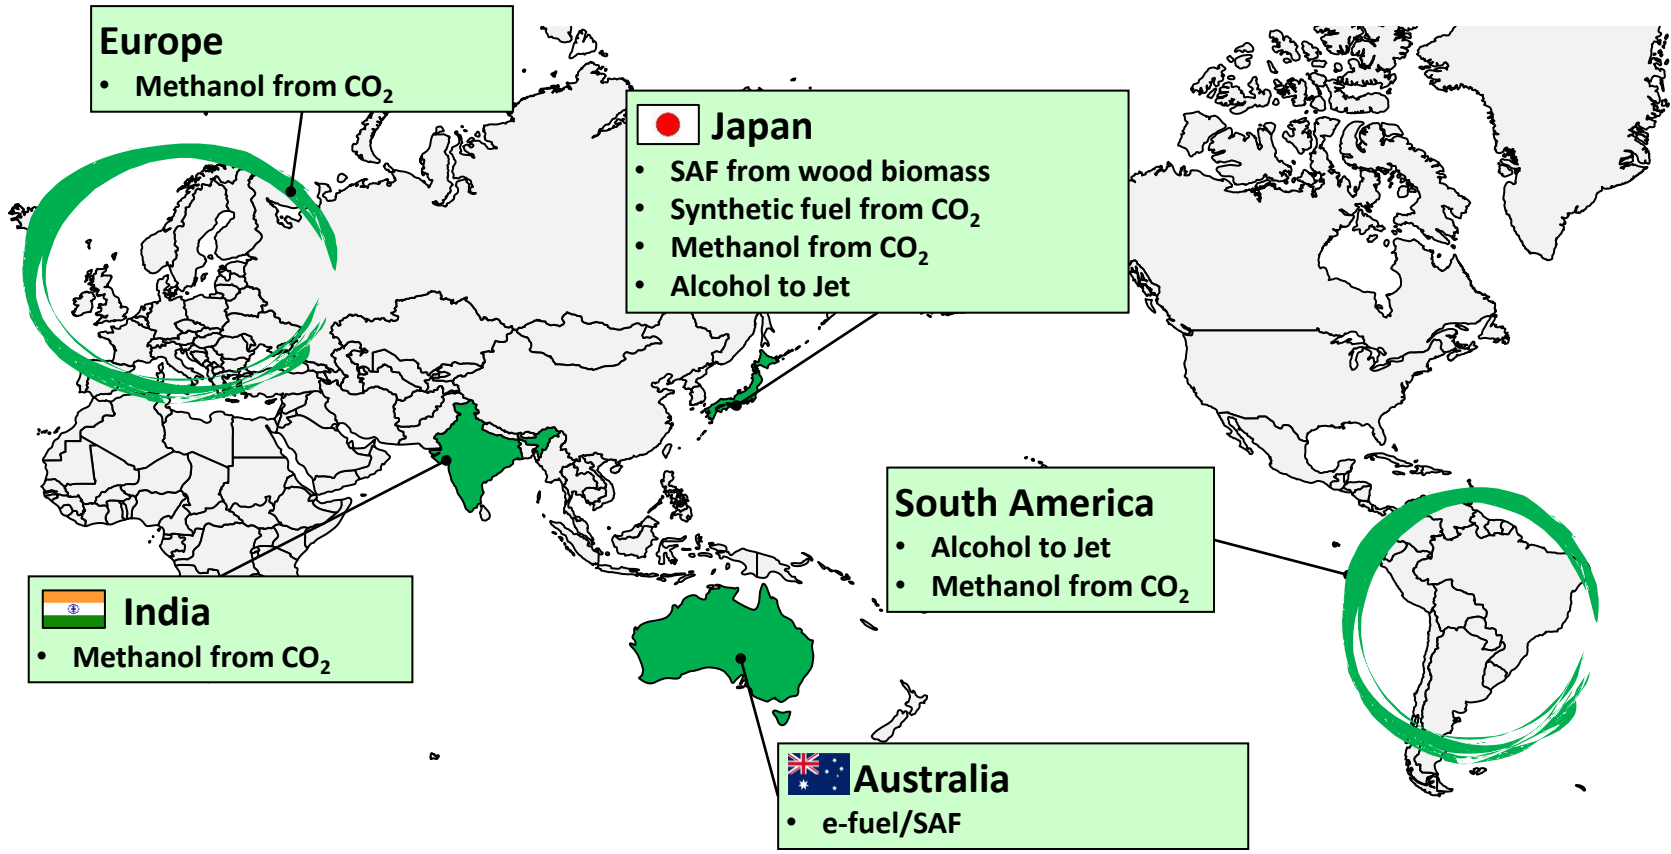 Europe
• Methanol from CO₂
Japan
• SAF from wood biomass
• Synthetic fuel from CO₂
• Methanol from CO₂
• Alcohol to Jet
South America
• Alcohol to Jet
• Methanol from CO₂
India
• Methanol from CO₂
Australia
• e-fuel/SAF